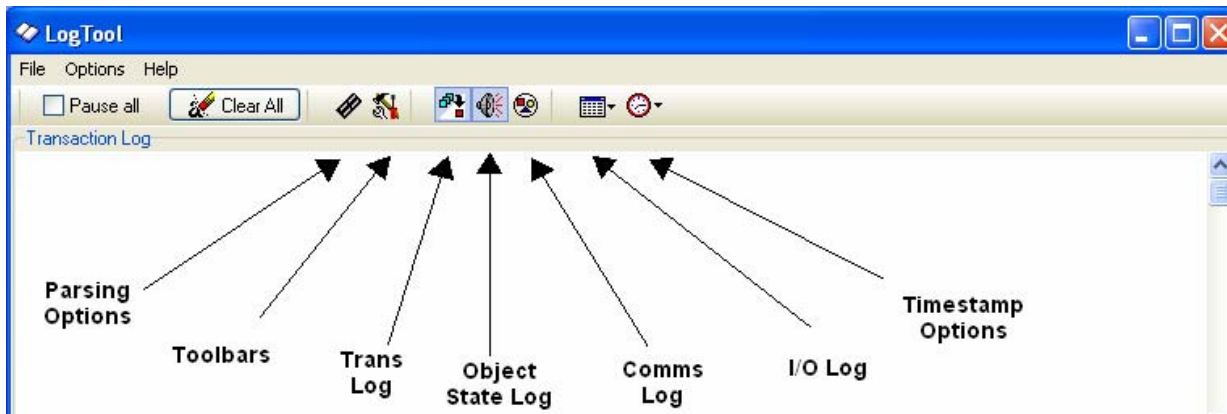 LogTool
File Options Help
Pause all Clear All
Transaction Log
Parsing
Options
Toolbars
Trans
Log
Object
State Log
Comms
Log
I/O Log
Timestamp
Options